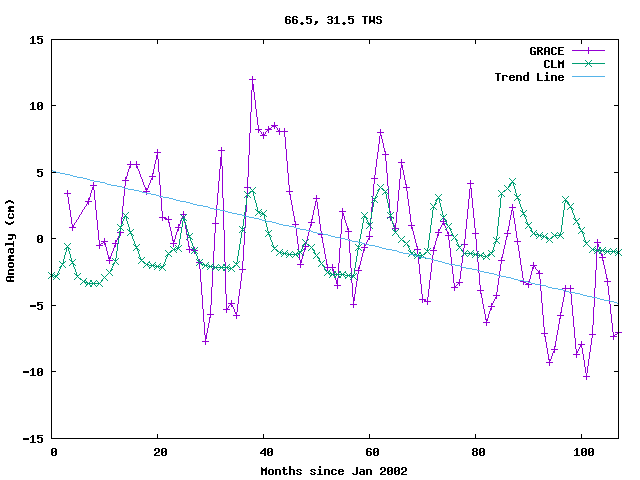 66.5, 31.5 TWS
GRACE
CLM
Trend Line
15
10
5
0
-5
-10
-15
Anomaly (cm)
0 20 40 60 80 100
Months since Jan 2002